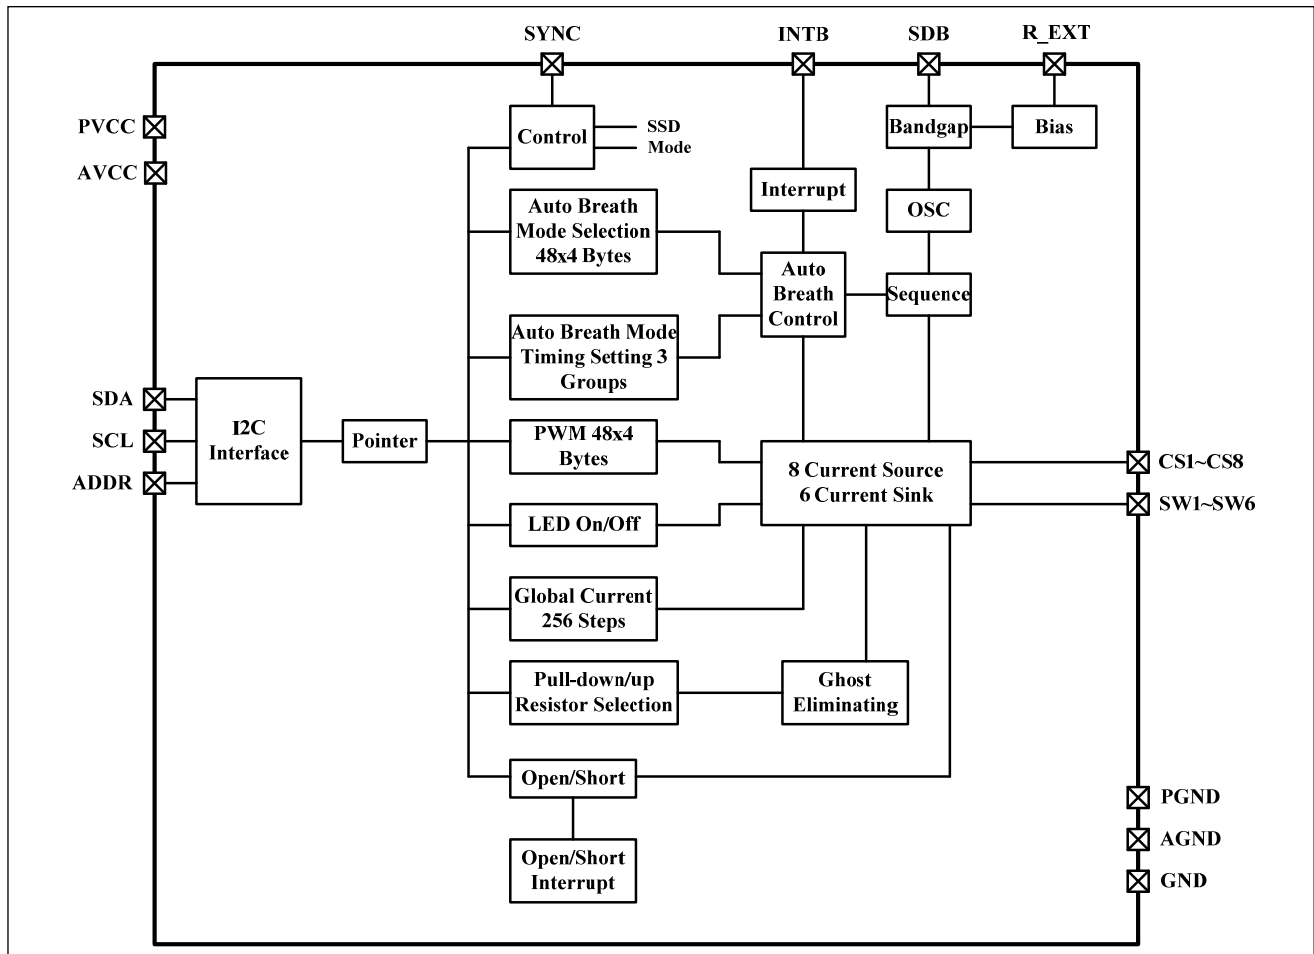 SYNC
INTB
SDB
R_EXT
PVCC
AVCC
Control
SSD
Mode
Bandgap
Bias
Interrupt
OSC
Auto Breath
Mode Selection
48x4 Bytes
Auto
Breath
Control
Sequence
Auto Breath Mode
Timing Setting 3
Groups
SDA
SCL
ADDR
I2C
Interface
Pointer
PWM 48x4
Bytes
8 Current Source
6 Current Sink
CS1~CS8
SW1~SW6
LED On/Off
Global Current
256 Steps
Pull-down/up
Resistor Selection
Ghost
Eliminating
Open/Short
Open/Short
Interrupt
PGND
AGND
GND